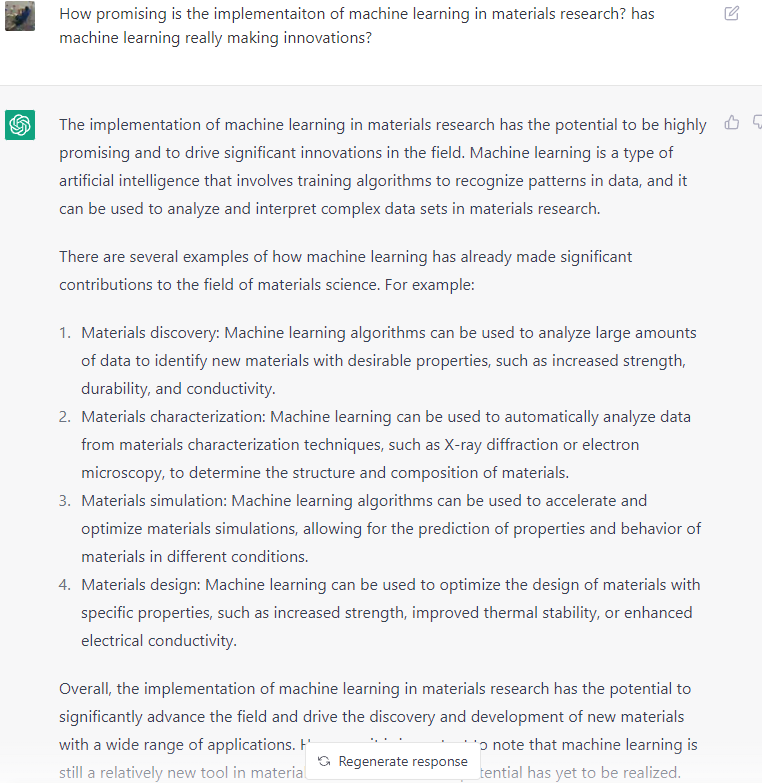 How promising is the implementaiton of machine learning in materials research? has
machine learning really making innovations?
The implementation of machine learning in materials research has the potential to be highly
promising and to drive significant innovations in the field. Machine learning is a type of
artificial intelligence that involves training algorithms to recognize patterns in data, and it
can be used to analyze and interpret complex data sets in materials research.
There are several examples of how machine learning has already made significant
contributions to the field of materials science. For example:
1. Materials discovery: Machine learning algorithms can be used to analyze large amounts
of data to identify new materials with desirable properties, such as increased strength,
durability, and conductivity.
2. Materials characterization: Machine learning can be used to automatically analyze data
from materials characterization techniques, such as X-ray diffraction or electron
microscopy, to determine the structure and composition of materials.
3. Materials simulation: Machine learning algorithms can be used to accelerate and
optimize materials simulations, allowing for the prediction of properties and behavior of
materials in different conditions.
4. Materials design: Machine learning can be used to optimize the design of materials with
specific properties, such as increased strength, improved thermal stability, or enhanced
electrical conductivity.
Overall, the implementation of machine learning in materials research has the potential to
significantly advance the field and drive the discovery and development of new materials
with a wide range of applications. to note that machine learning is
still a relatively new tool in has yet to be realized.
Regenerate response